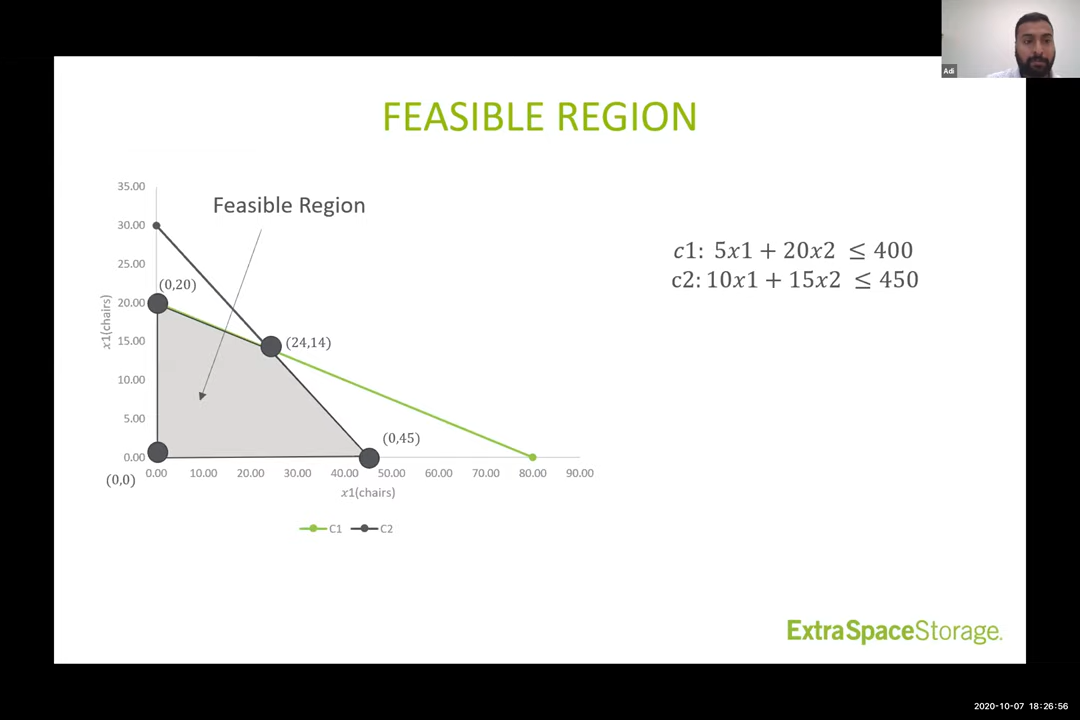 Adi
FEASIBLE REGION
35.00
30.00
25.00
20.00
15.00
10.00
5.00
0.00
x1(chairs)
Feasible Region
(0,20)
(24,14)
(0,45)
(0,0)
0.00 10.00 20.00 30.00 40.00 50.00 60.00 70.00 80.00 90.00
x1(chairs)
C1 C2
c1: 5x1 + 20x2 ≤ 400
c2: 10x1 + 15x2 ≤ 450
ExtraSpaceStorage.
2020-10-07 18:26:56